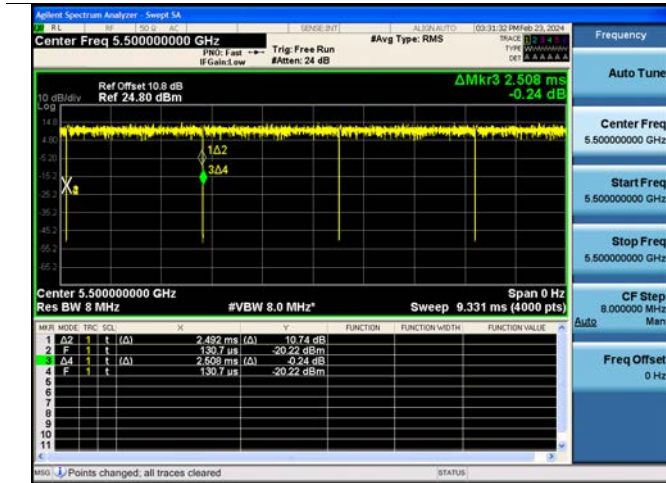 Agilent Spectrum Analyzer - Swept SA
RL RF 50 Ω AC SENSE:INT ALIGN AUTO 03:31:32 PM Feb 23, 2024
Center Freq 5.500000000 GHz #Avg Type: RMS TRACE 1 2 3 4 5 6
PNO: Fast Trig: Free Run TYPE
IFGain:Low #Atten: 24 dB DET A A A A A A
Frequency
Auto Tune
Center Freq
5.500000000 GHz
Start Freq
5.500000000 GHz
Stop Freq
5.500000000 GHz
CF Step
8.000000 MHz
Auto Man
Freq Offset
0 Hz
ΔMkr3 2.508 ms
-0.24 dB
Ref Offset 10.8 dB
10 dB/div Ref 24.80 dBm
Log
14.8
4.80
-5.20
-15.2
-25.2
-35.2
-45.2
-55.2
-65.2
1Δ2
3Δ4
Center 5.500000000 GHz Span 0 Hz
Res BW 8 MHz #VBW 8.0 MHz* Sweep 9.331 ms (4000 pts)
MKR MODE TRC SCL X Y FUNCTION FUNCTION WIDTH FUNCTION VALUE
1 Δ2 1 t (Δ) 2.492 ms (Δ) 10.74 dB
2 F 1 t 130.7 us -20.22 dBm
3 Δ4 1 t (Δ) 2.508 ms (Δ) -0.24 dB
4 F 1 t 130.7 us -20.22 dBm
5
6
7
8
9
10
11
MSG Points changed; all traces cleared STATUS